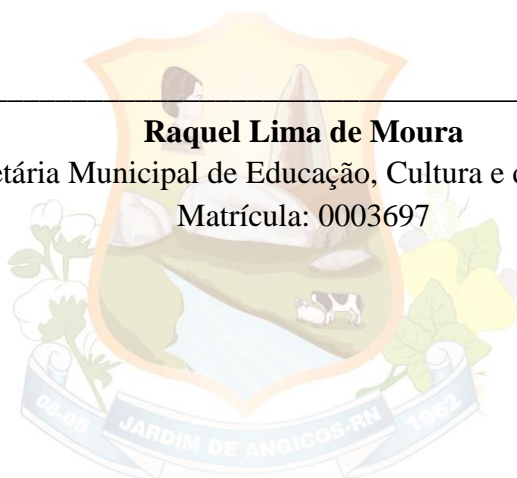 Raquel Lima de Moura
etária Municipal de Educação, Cultura e d
Matrícula: 0003697
08-05 JARDIM DE ANGICOS-RN 1962